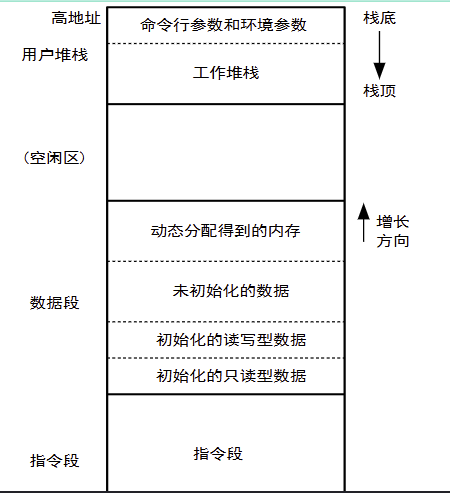 高地址
命令行参数和环境参数
栈底
用户堆栈
工作堆栈
栈顶
(空闲区)
动态分配得到的内存
增长
方向
未初始化的数据
数据段
初始化的读写型数据
初始化的只读型数据
指令段
指令段